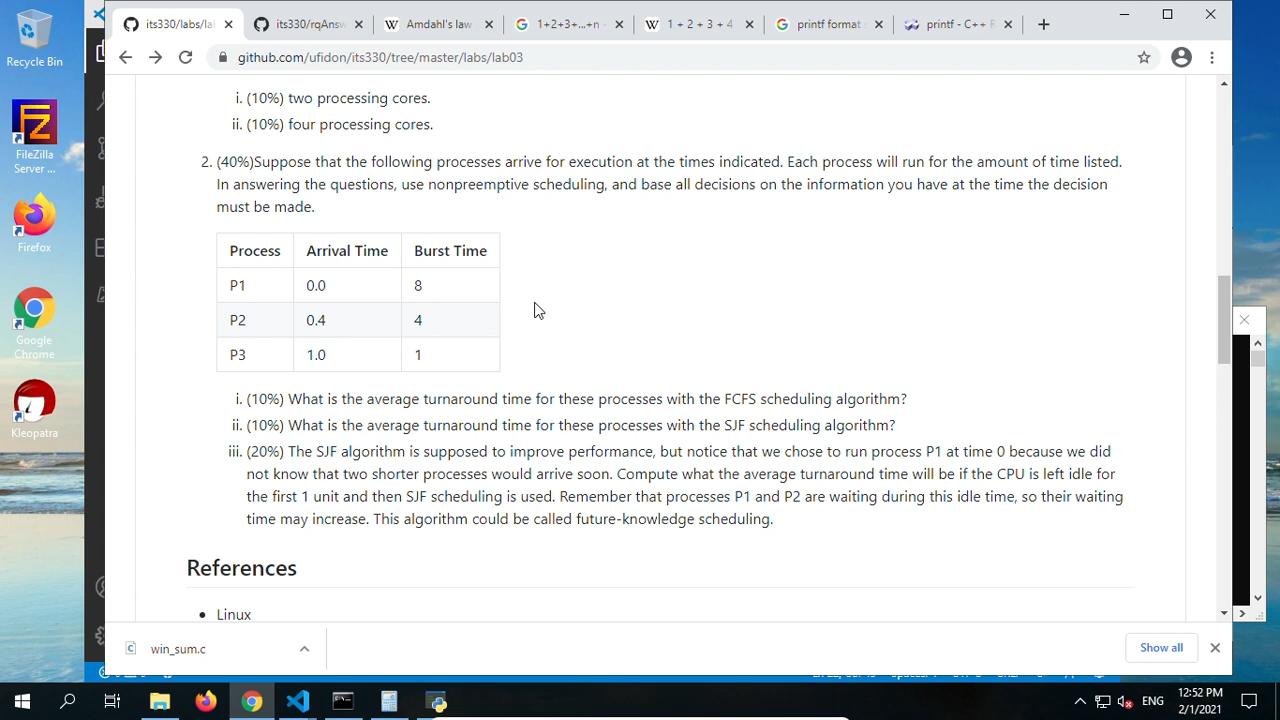 Recycle Bin
FileZilla
Server ...
Firefox
Google
Chrome
Kleopatra
its330/labs/la
its330/rqAnsw
Amdahl's law
1+2+3+...+n -
1 + 2 + 3 + 4
printf format
printf - C++ R
github.com/ufidon/its330/tree/master/labs/lab03
i. (10%) two processing cores.
ii. (10%) four processing cores.
2. (40%)Suppose that the following processes arrive for execution at the times indicated. Each process will run for the amount of time listed.
In answering the questions, use nonpreemptive scheduling, and base all decisions on the information you have at the time the decision
must be made.
Process Arrival Time Burst Time
P1 0.0 8
P2 0.4 4
P3 1.0 1
i. (10%) What is the average turnaround time for these processes with the FCFS scheduling algorithm?
ii. (10%) What is the average turnaround time for these processes with the SJF scheduling algorithm?
iii. (20%) The SJF algorithm is supposed to improve performance, but notice that we chose to run process P1 at time 0 because we did
not know that two shorter processes would arrive soon. Compute what the average turnaround time will be if the CPU is left idle for
the first 1 unit and then SJF scheduling is used. Remember that processes P1 and P2 are waiting during this idle time, so their waiting
time may increase. This algorithm could be called future-knowledge scheduling.
References
• Linux
win_sum.c
Show all
ENG
12:52 PM
2/1/2021